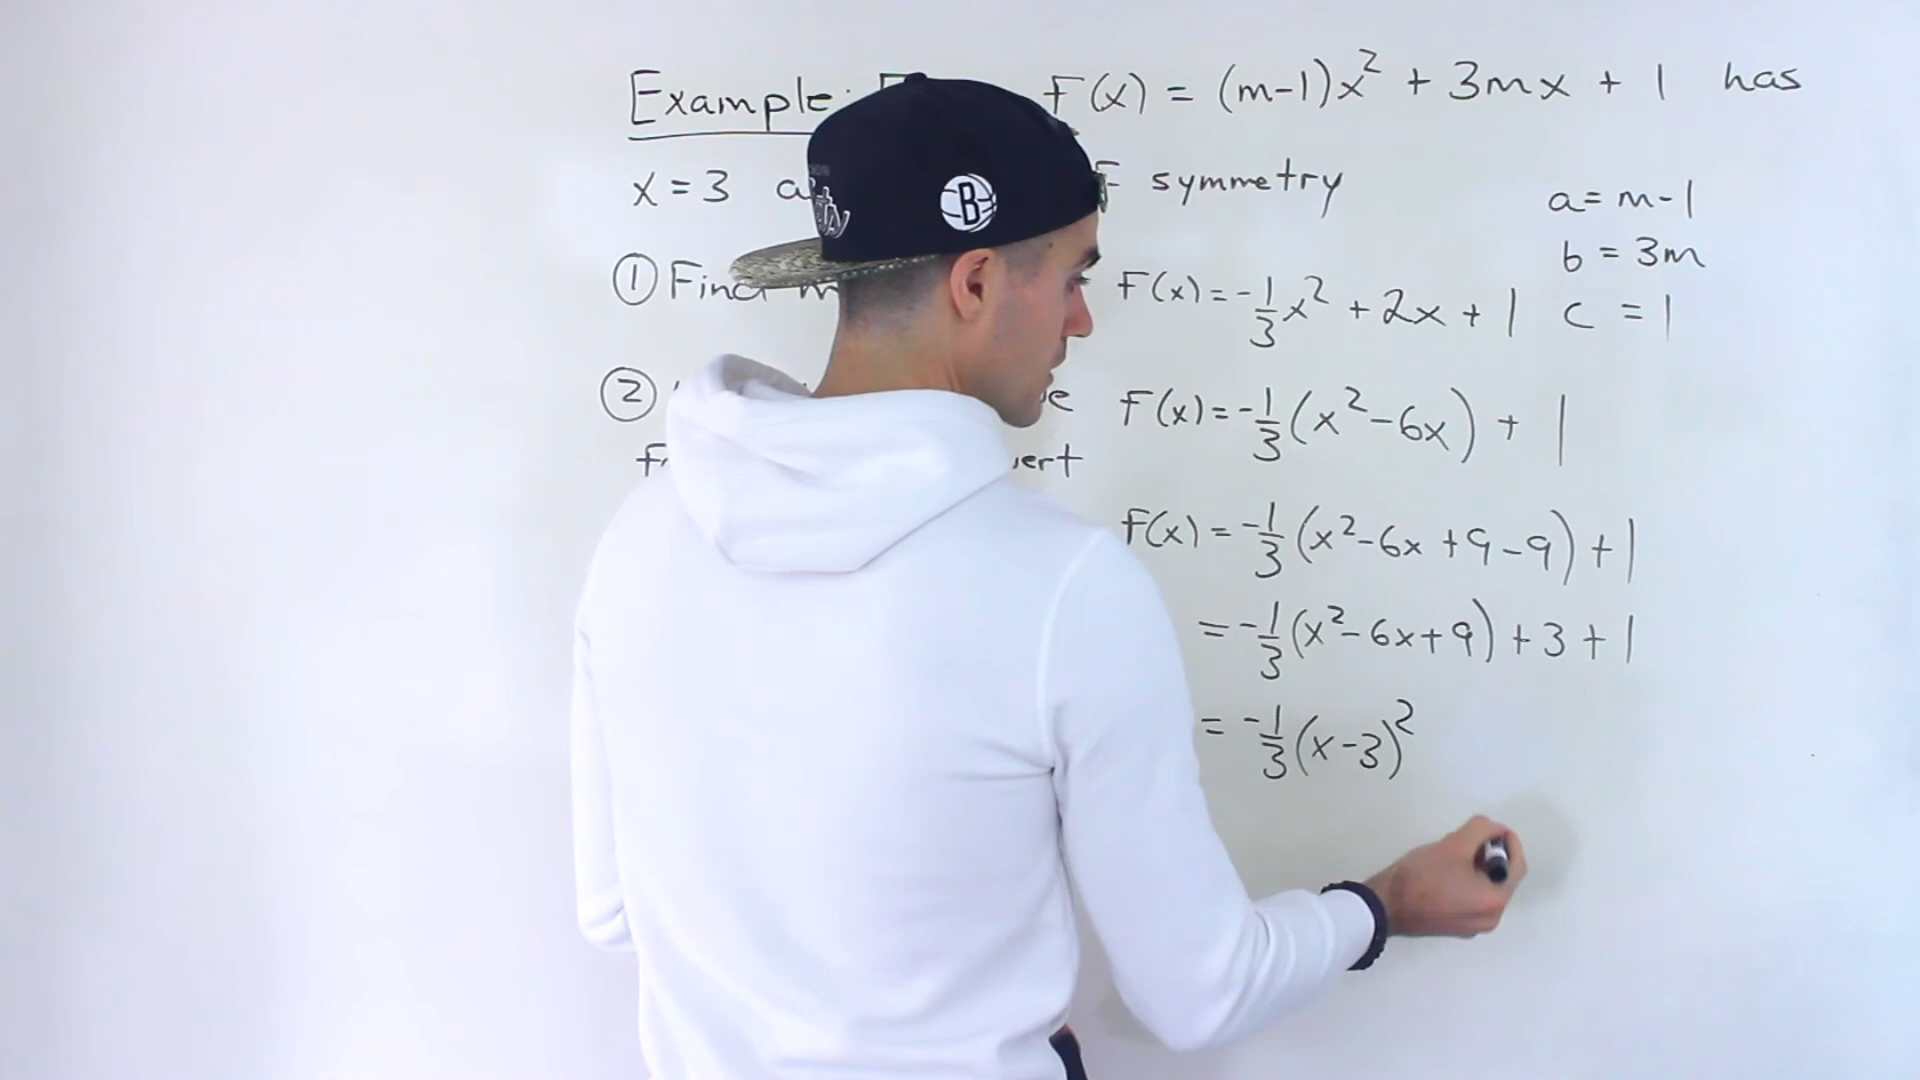 Example: F(x) = (m-1)x² + 3mx + 1 has
x = 3 symmetry
a = m-1
b = 3m
c = 1
① Find m
F(x) = -1/3x² + 2x + 1
②
F(x) = -1/3(x² - 6x) + 1
F(x) = -1/3(x² - 6x + 9 - 9) + 1
= -1/3(x² - 6x + 9) + 3 + 1
= -1/3(x - 3)²
B